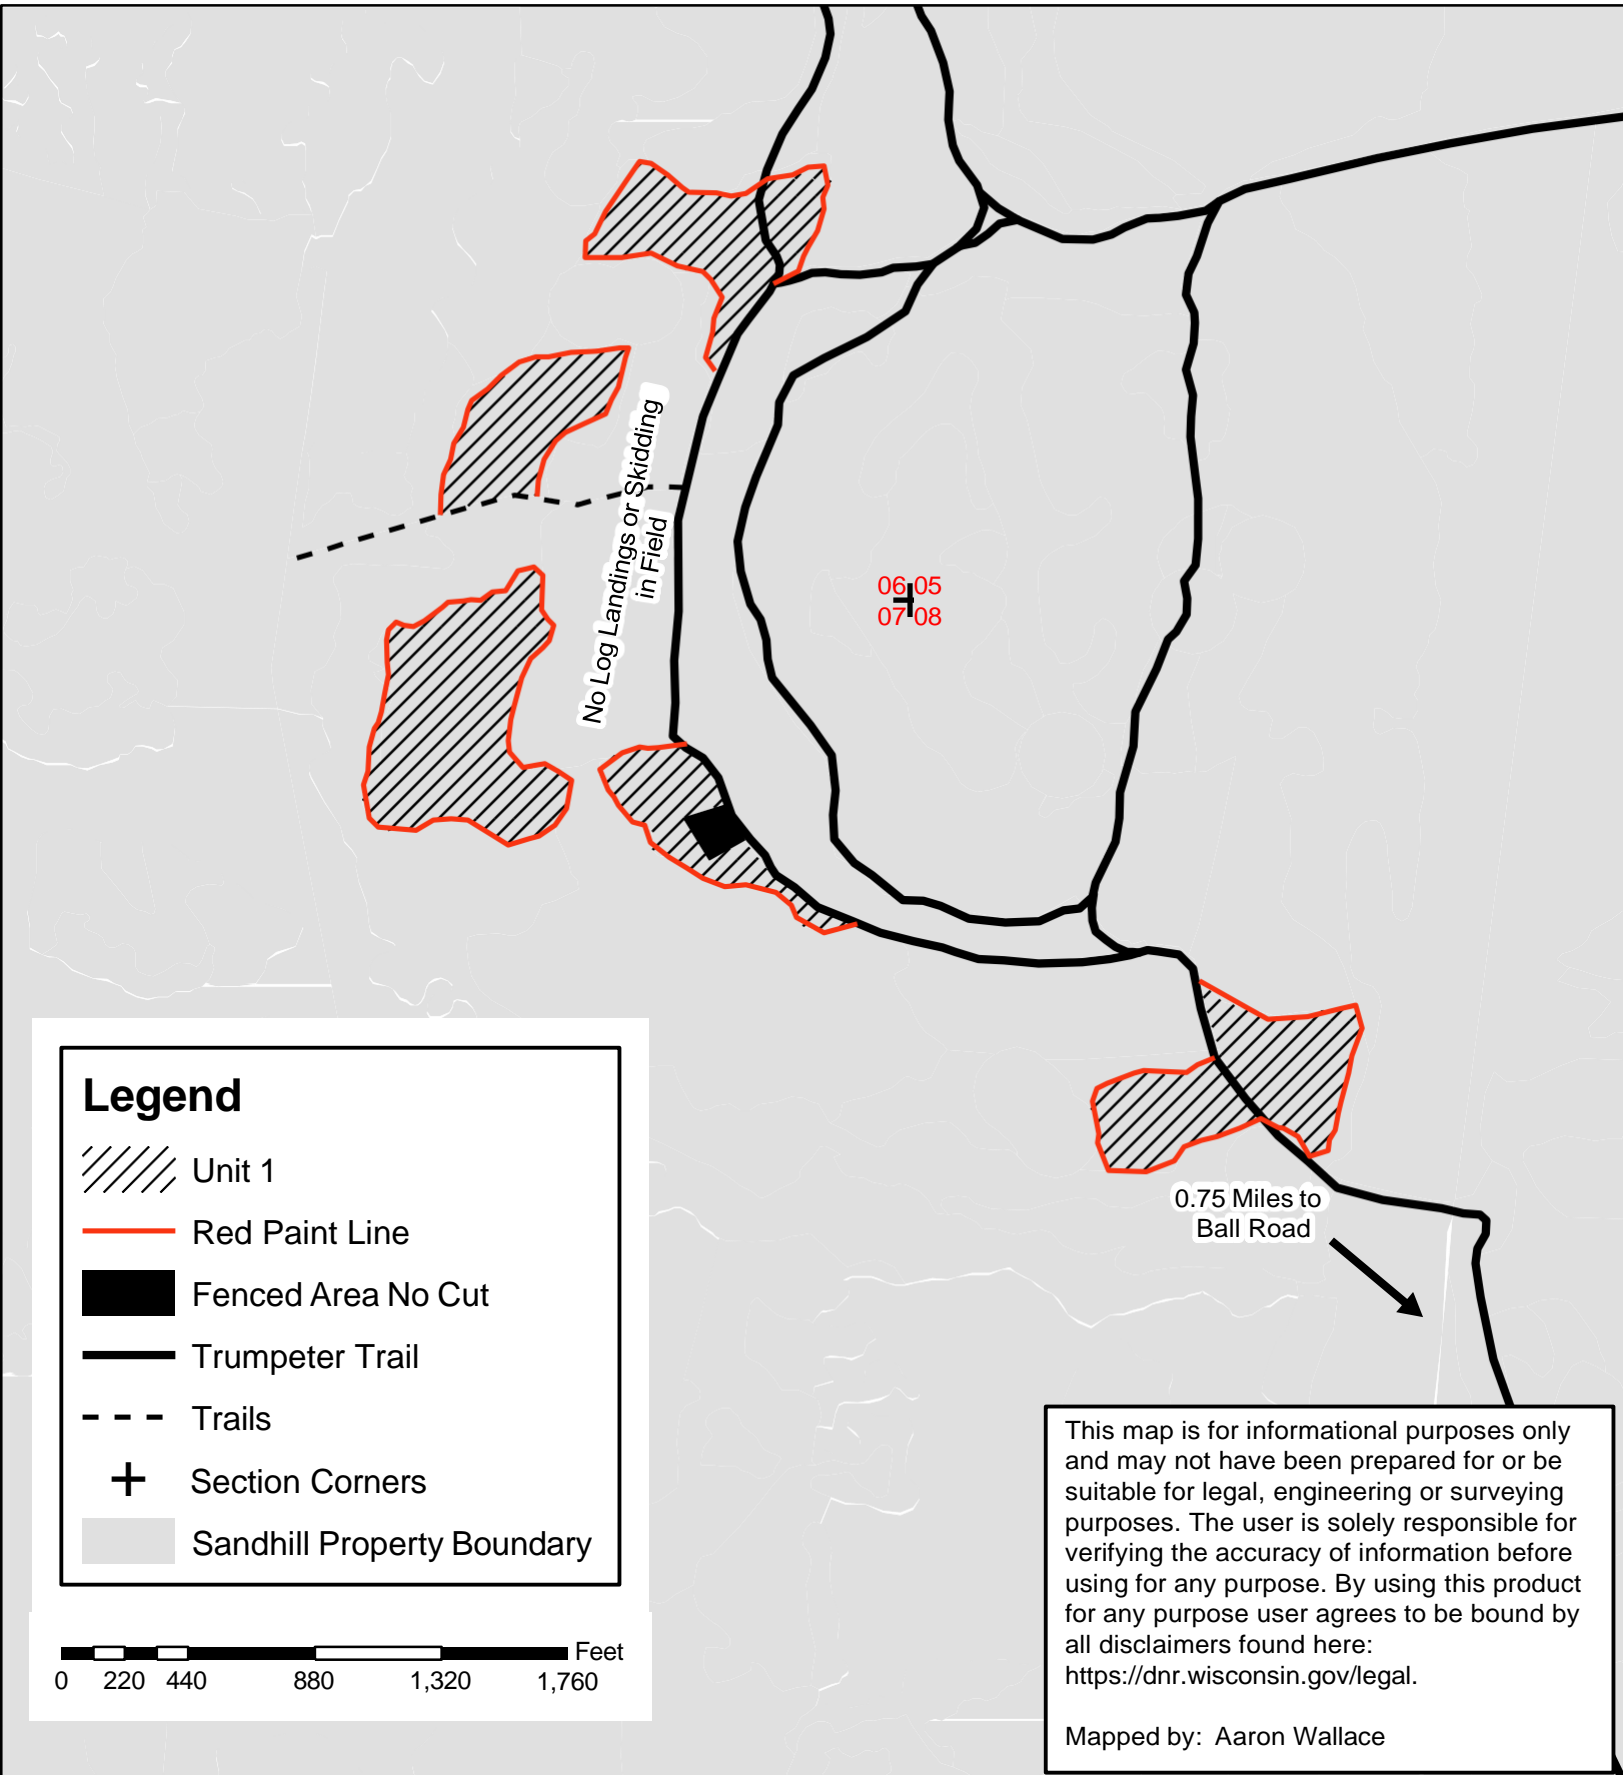 No Log Landings or Skidding
in Field
06 05
07 08
0.75 Miles to
Ball Road
Legend
Unit 1
Red Paint Line
Fenced Area No Cut
Trumpeter Trail
Trails
Section Corners
Sandhill Property Boundary
Feet
0 220 440 880 1,320 1,760
This map is for informational purposes only
and may not have been prepared for or be
suitable for legal, engineering or surveying
purposes. The user is solely responsible for
verifying the accuracy of information before
using for any purpose. By using this product
for any purpose user agrees to be bound by
all disclaimers found here:
https://dnr.wisconsin.gov/legal.
Mapped by: Aaron Wallace